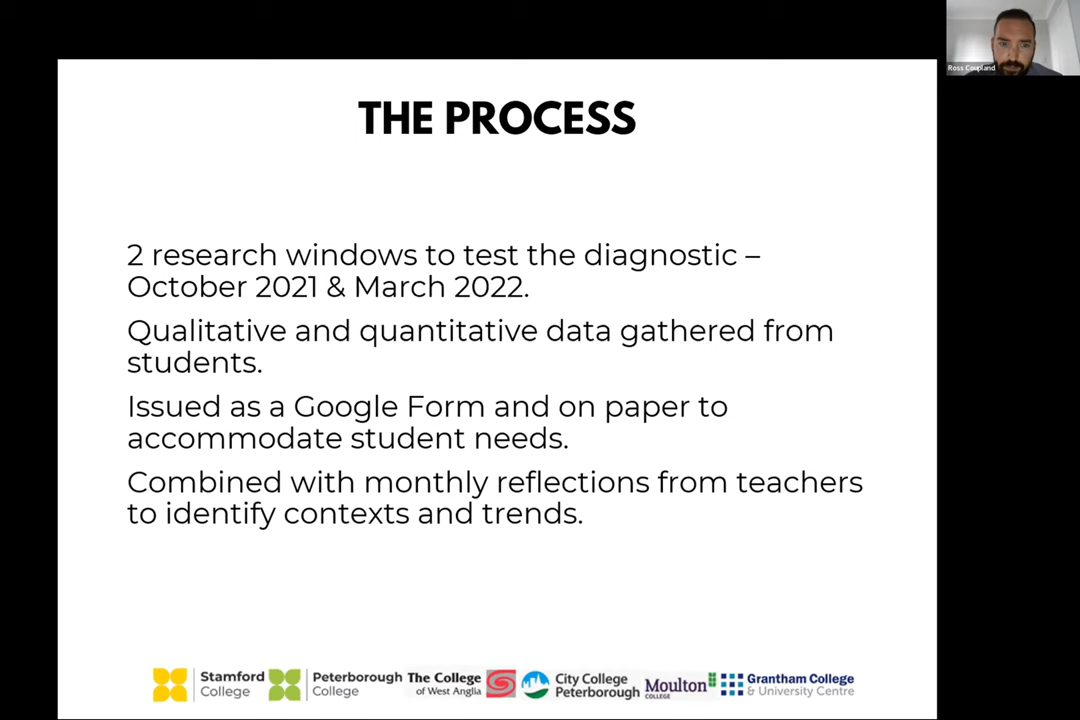 Ross Coupland
THE PROCESS
2 research windows to test the diagnostic –
October 2021 & March 2022.
Qualitative and quantitative data gathered from
students.
Issued as a Google Form and on paper to
accommodate student needs.
Combined with monthly reflections from teachers
to identify contexts and trends.
Stamford
College
Peterborough
College
The College
of West Anglia
City College
Peterborough
Moulton
COLLEGE
Grantham College
& University Centre